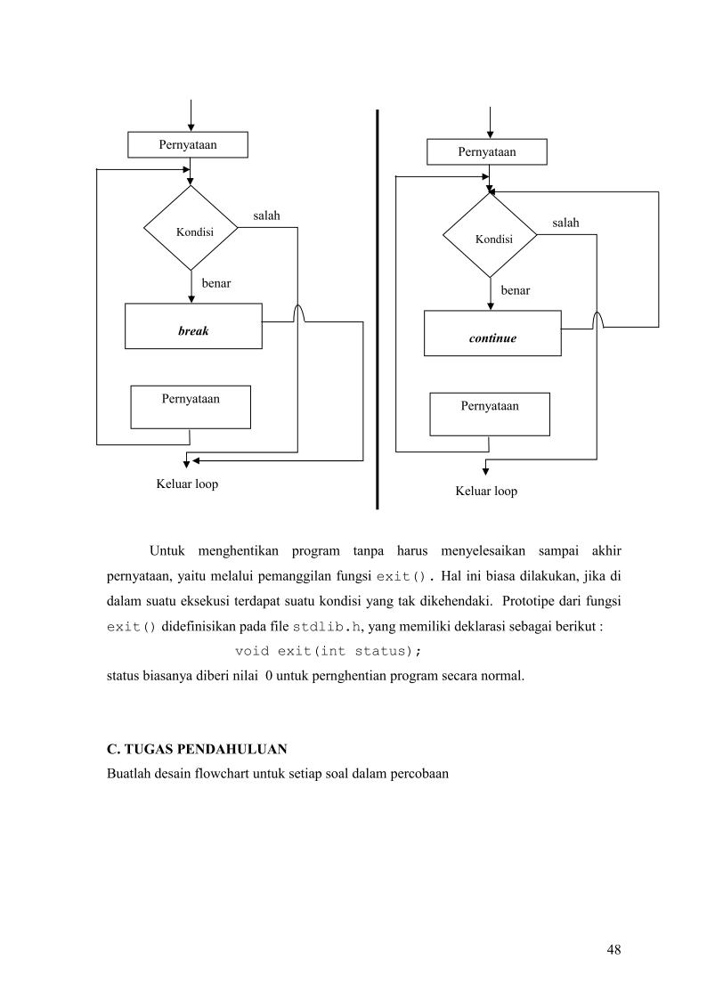 Pernyataan
Kondisi
salah
benar
break
Pernyataan
Keluar loop
Pernyataan
Kondisi
salah
benar
continue
Pernyataan
Keluar loop
Untuk menghentikan program tanpa harus menyelesaikan sampai akhir
pernyataan, yaitu melalui pemanggilan fungsi exit(). Hal ini biasa dilakukan, jika di
dalam suatu eksekusi terdapat suatu kondisi yang tak dikehendaki. Prototipe dari fungsi
exit() didefinisikan pada file stdlib.h, yang memiliki deklarasi sebagai berikut :
void exit(int status);
status biasanya diberi nilai 0 untuk pernghentian program secara normal.
C. TUGAS PENDAHULUAN
Buatlah desain flowchart untuk setiap soal dalam percobaan
48